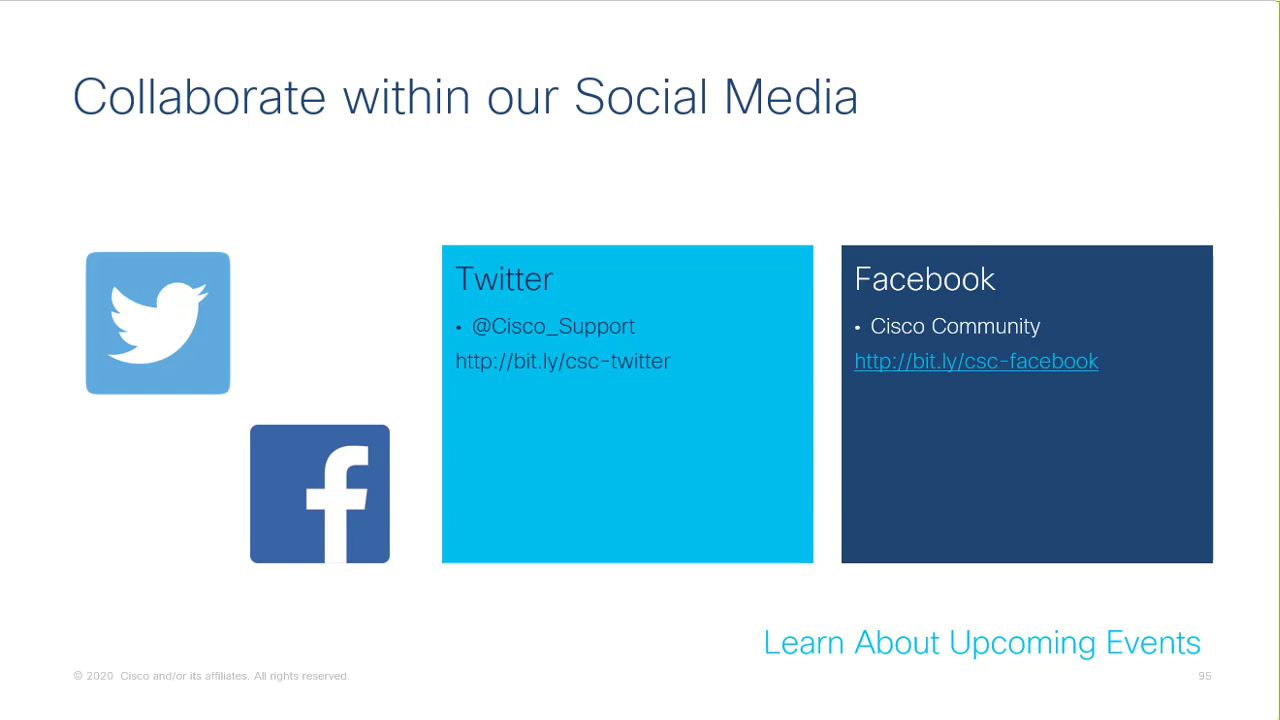 Collaborate within our Social Media
Twitter
• @Cisco_Support
http://bit.ly/csc-twitter
Facebook
• Cisco Community
http://bit.ly/csc-facebook
Learn About Upcoming Events
© 2020 Cisco and/or its affiliates. All rights reserved.
95